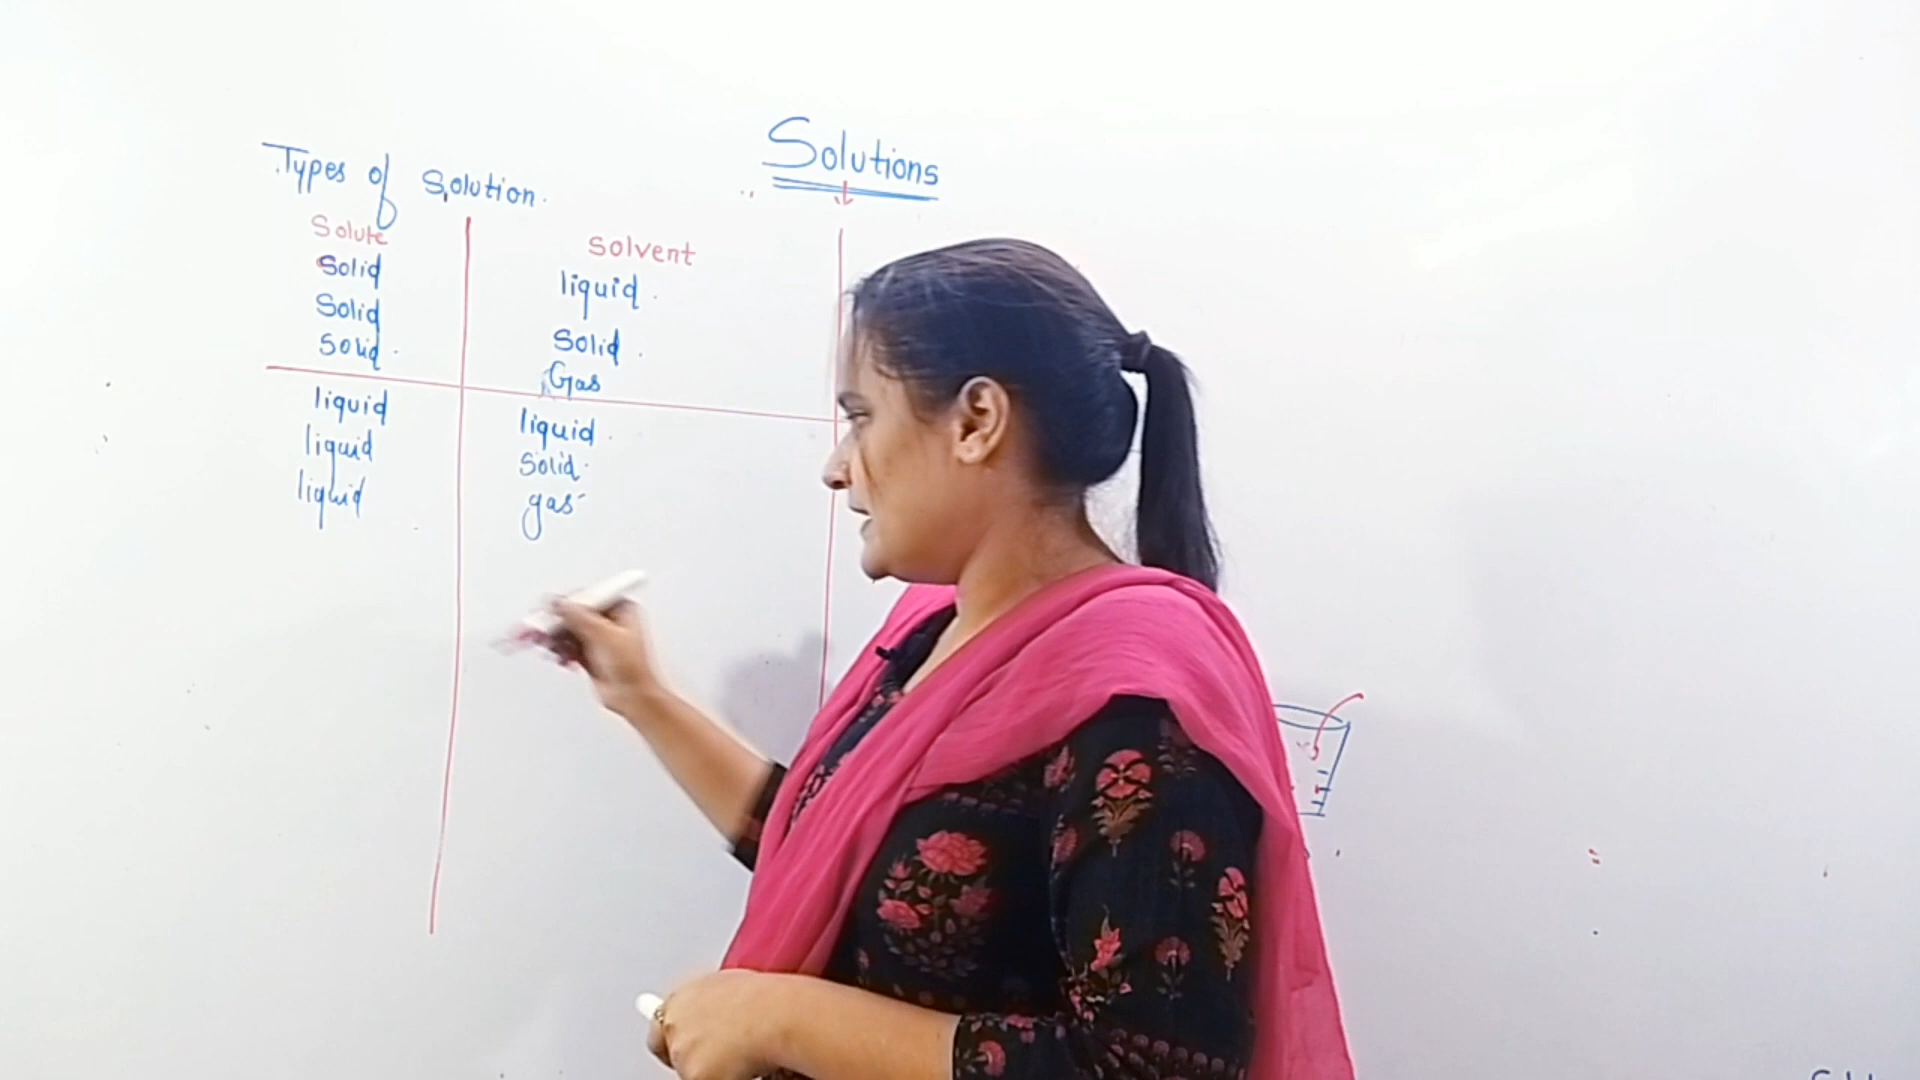 Solutions
Types of Solution.
Solute solvent
Solid liquid.
Solid Solid.
Solid. Gas
liquid liquid.
liquid Solid.
liquid gas